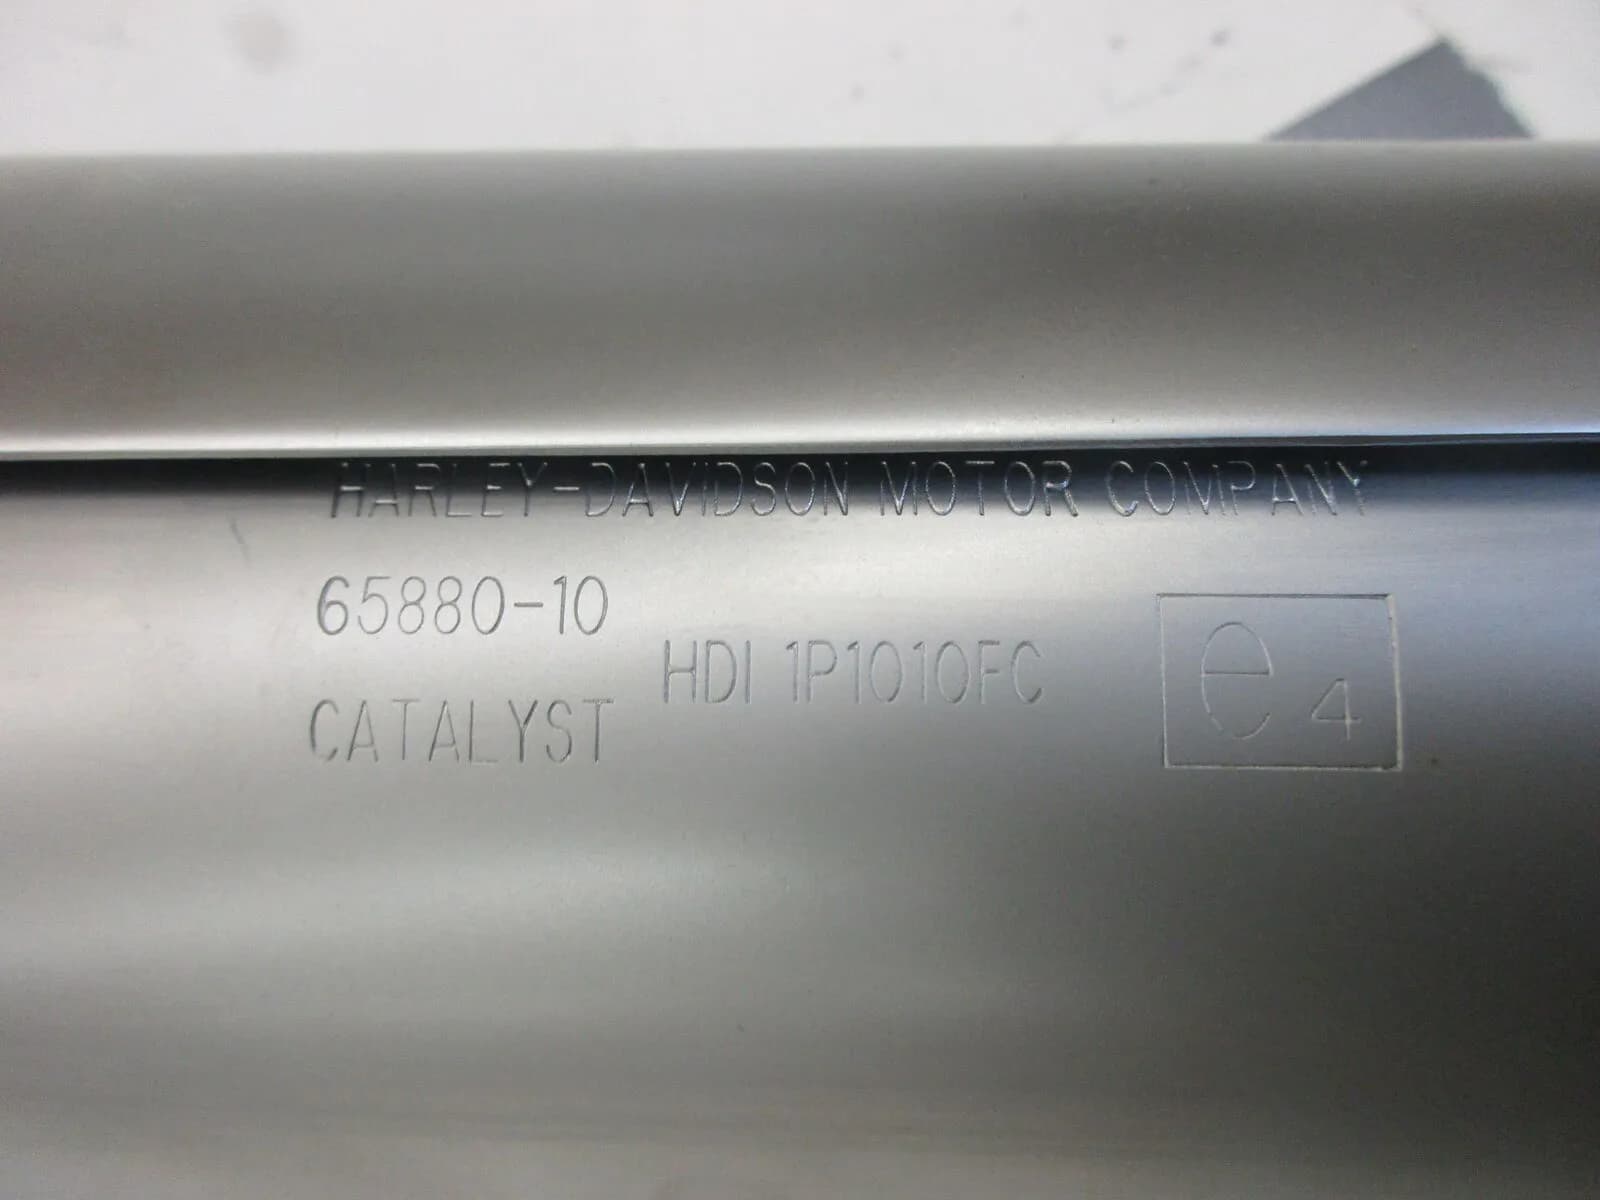 HARLEY-DAVIDSON MOTOR COMPANY
65880-10
HDI 1P1010FC
CATALYST
e4